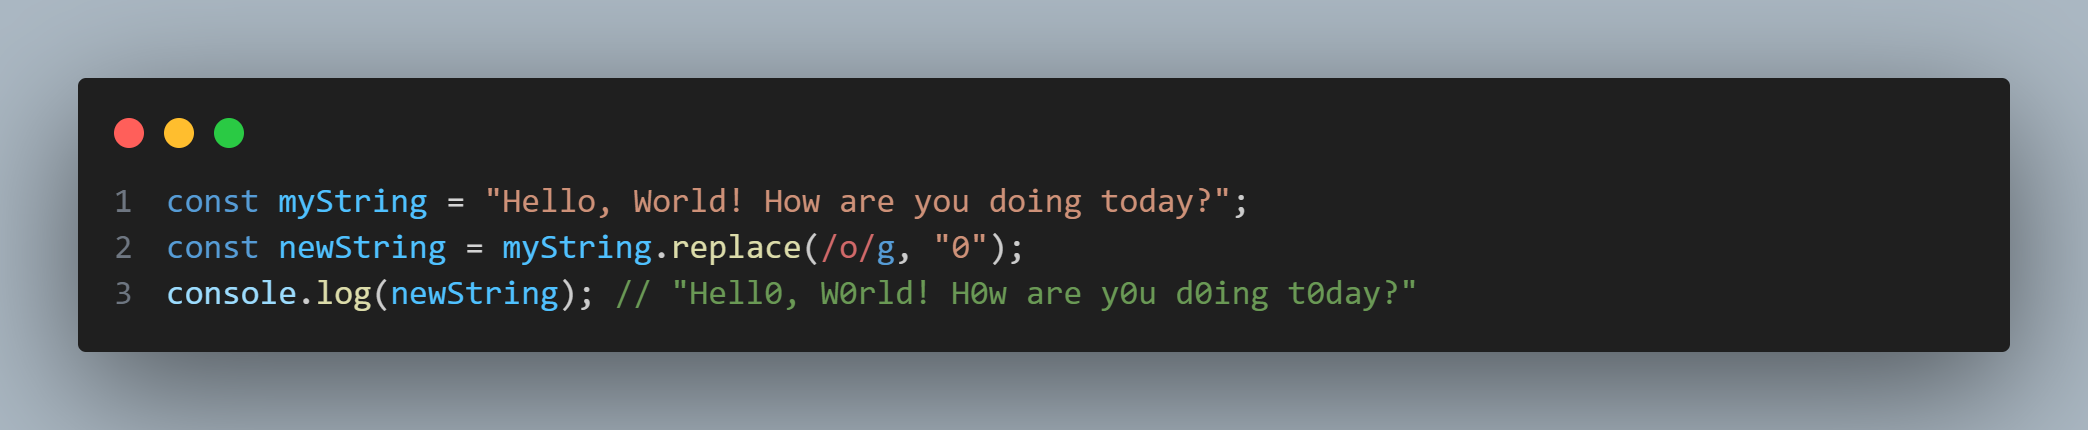 1 const myString = "Hello, World! How are you doing today?";
2 const newString = myString.replace(/o/g, "0");
3 console.log(newString); // "Hell0, W0rld! H0w are y0u d0ing t0day?"